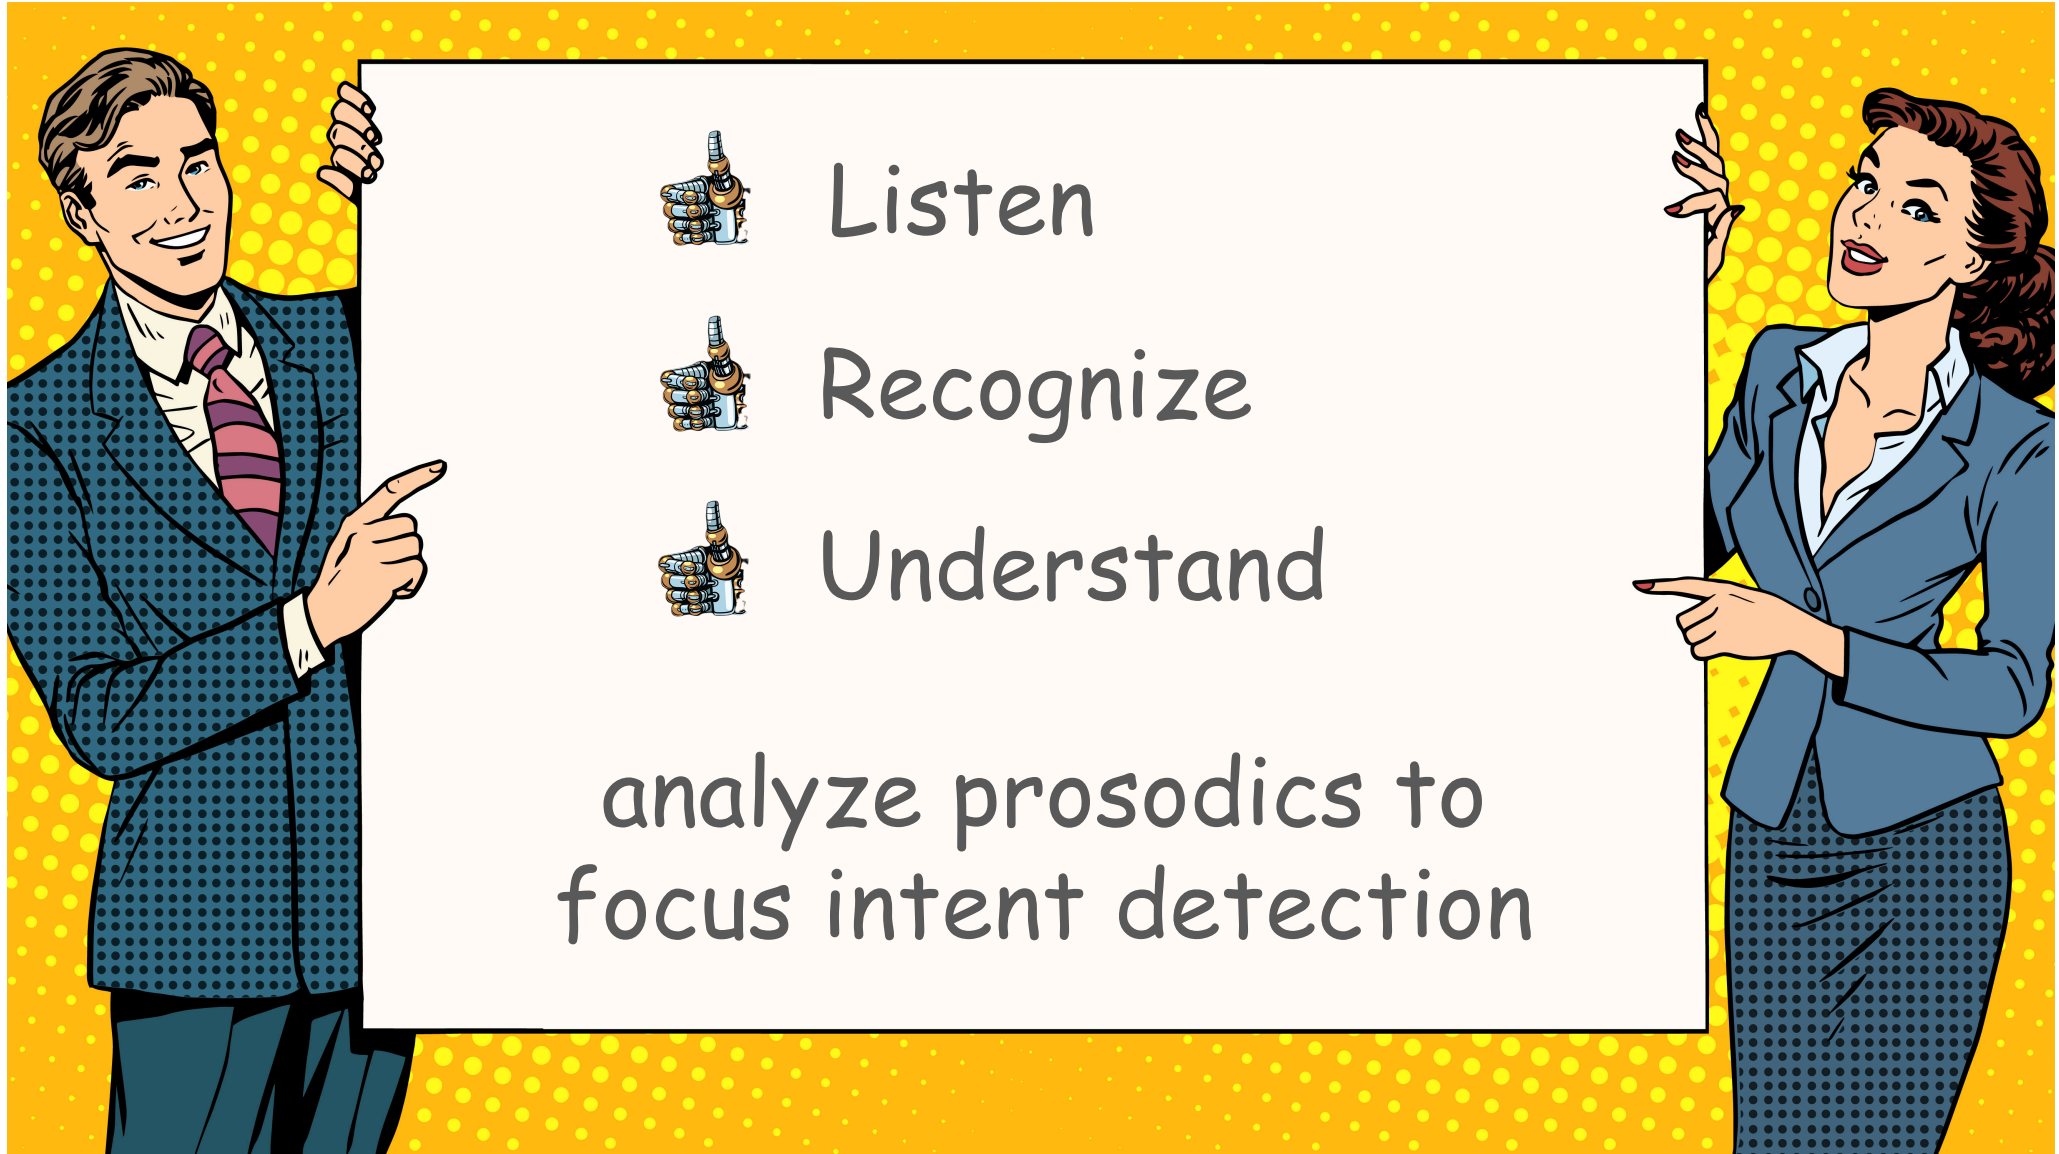 Listen
Recognize
Understand
analyze prosodics to
focus intent detection